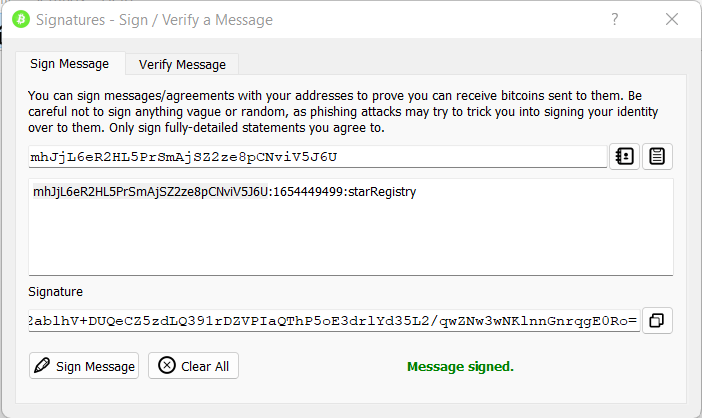 Signatures - Sign / Verify a Message
Sign Message
Verify Message
You can sign messages/agreements with your addresses to prove you can receive bitcoins sent to them. Be
careful not to sign anything vague or random, as phishing attacks may try to trick you into signing your identity
over to them. Only sign fully-detailed statements you agree to.
mhJjL6eR2HL5PrSmAjSZ2ze8pCNviV5J6U
mhJjL6eR2HL5PrSmAjSZ2ze8pCNviV5J6U:1654449499:starRegistry
Signature
2ablhV+DUQeCZ5zdLQ391rDZVPIaQThP5oE3drlYd35L2/qwZNw3wNKlnnGnrqgE0Ro=
Sign Message
Clear All
Message signed.